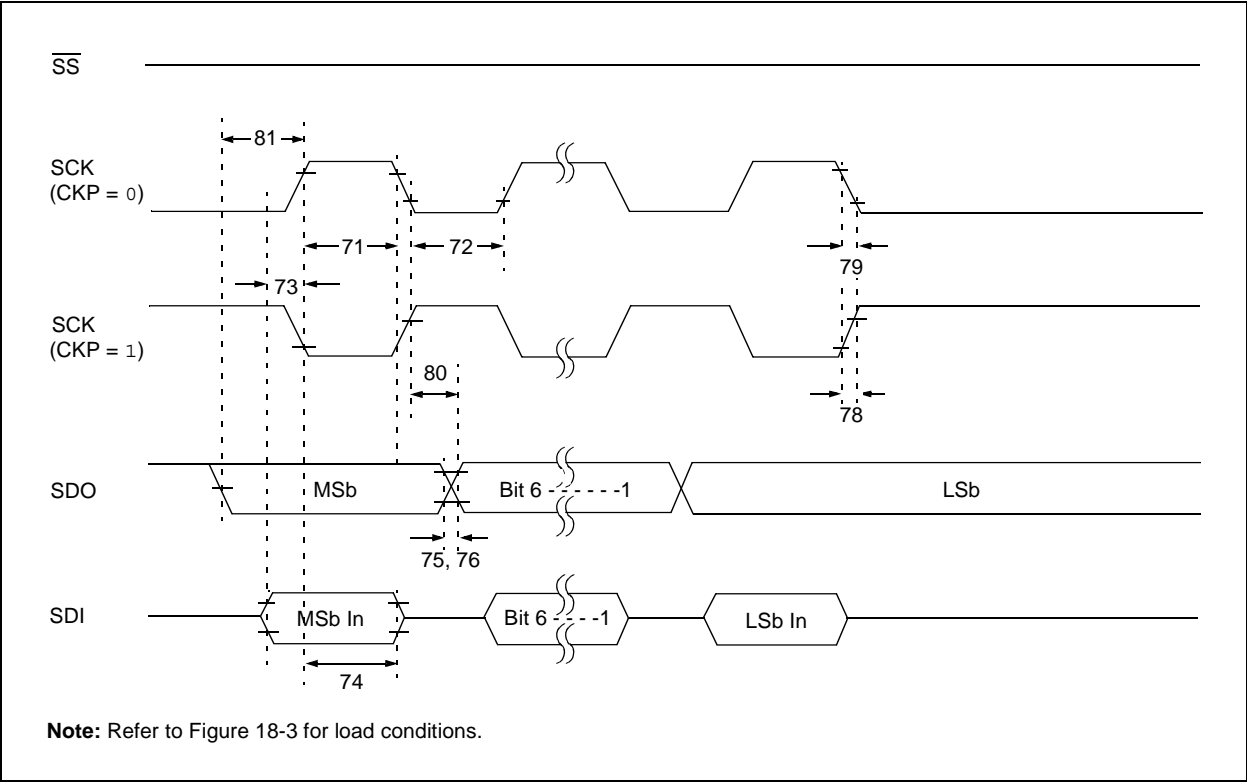 SS
81
SCK
(CKP = 0)
71
72
79
73
SCK
(CKP = 1)
80
78
SDO
MSb
Bit 6 - - - - - - -1
LSb
75, 76
SDI
MSb In
Bit 6 - - - - -1
LSb In
74
Note: Refer to Figure 18-3 for load conditions.